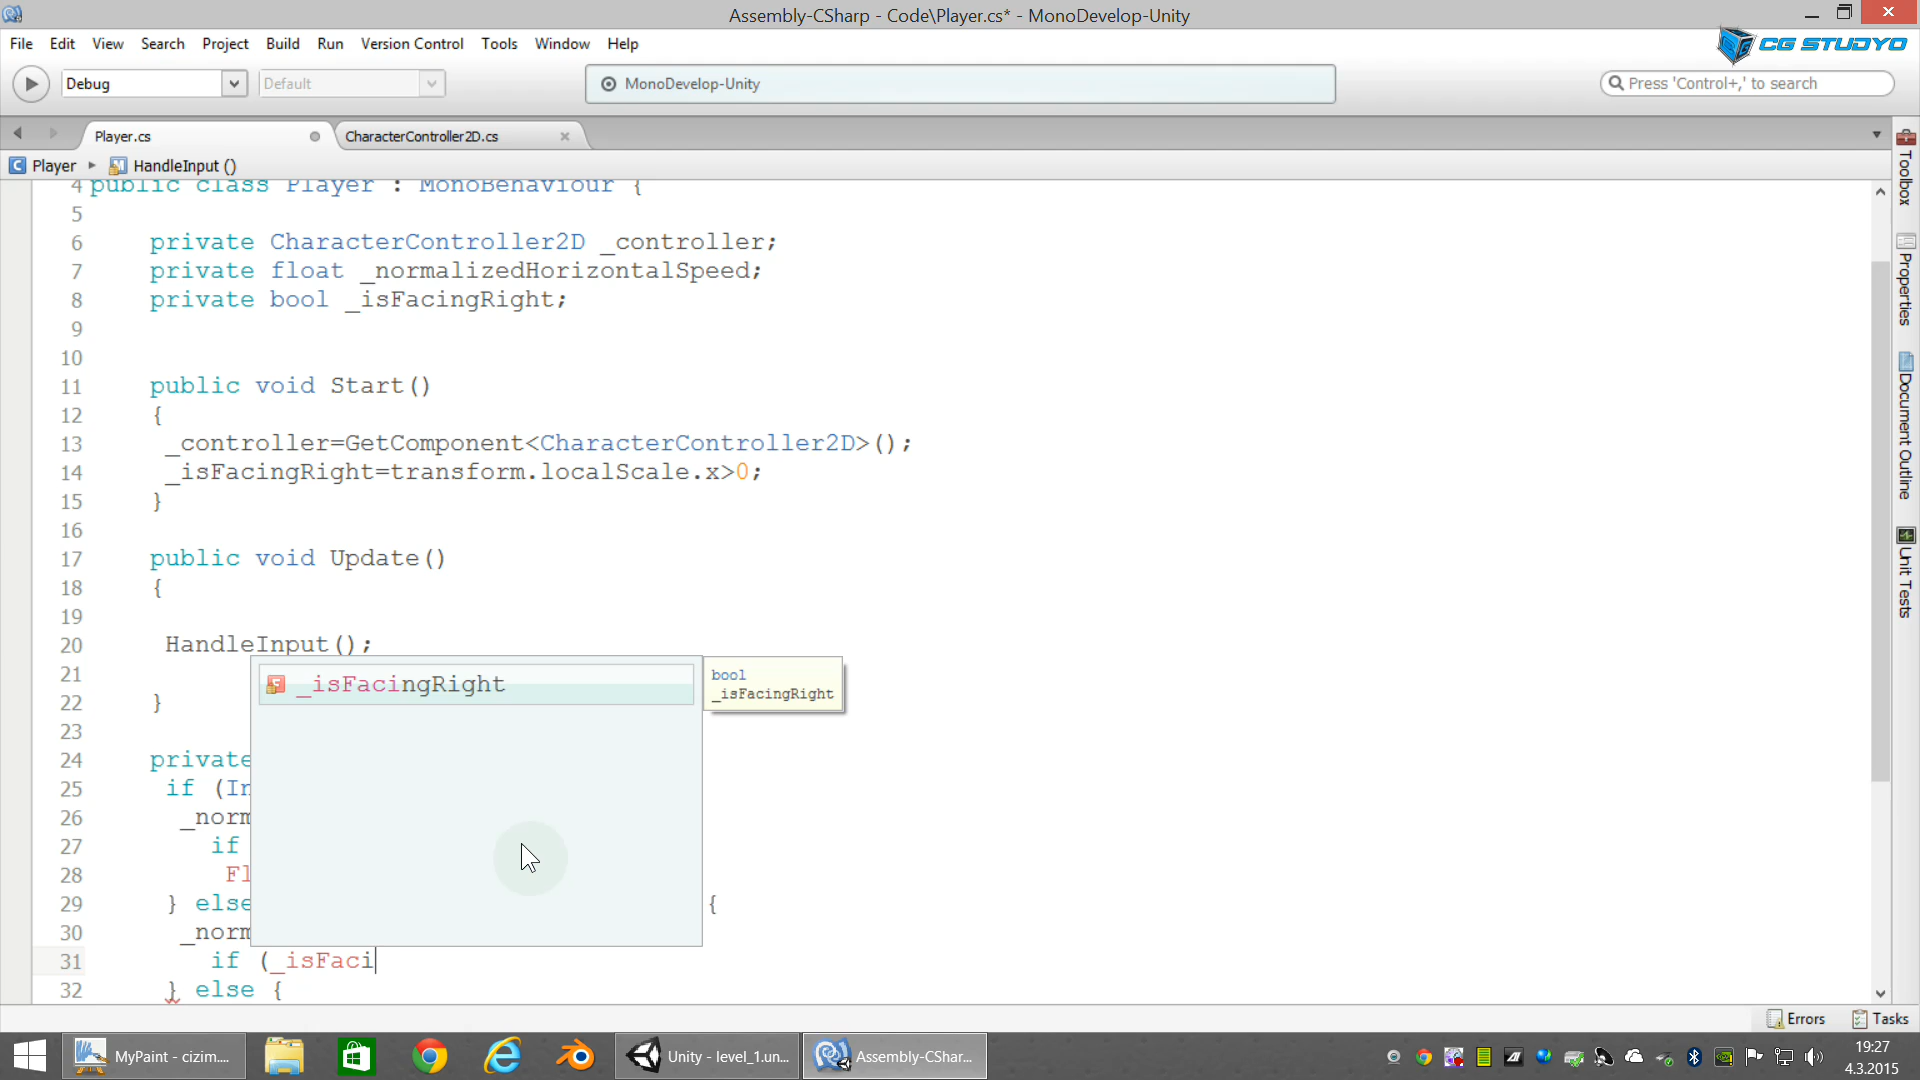 Assembly-CSharp - Code\Player.cs* - MonoDevelop-Unity
File Edit View Search Project Build Run Version Control Tools Window Help
CG STUDYO
Debug Default MonoDevelop-Unity Press 'Control+,' to search
Player.cs CharacterController2D.cs
Player HandleInput ()
4 public class Player : MonoBehaviour {
5
6 private CharacterController2D _controller;
7 private float _normalizedHorizontalSpeed;
8 private bool _isFacingRight;
9
10
11 public void Start()
12 {
13 _controller=GetComponent<CharacterController2D>();
14 _isFacingRight=transform.localScale.x>0;
15 }
16
17 public void Update()
18 {
19
20 HandleInput();
21
22 }
23
24 private
25 if (In
26 _norm
27 if
28 Fl
29 } else {
30 _norm
31 if (_isFaci
32 } else {
_isFacingRight
bool
_isFacingRight
Toolbox
Properties
Document Outline
Unit Tests
Errors Tasks
MyPaint - cizim....
Unity - level_1.un...
Assembly-CShar...
19:27
4.3.2015